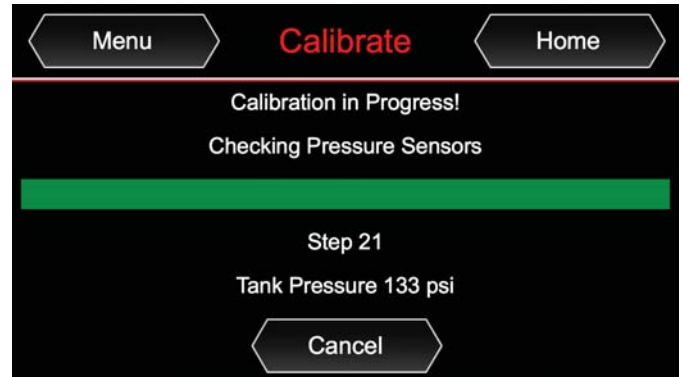 Menu Calibrate Home
Calibration in Progress!
Checking Pressure Sensors
Step 21
Tank Pressure 133 psi
Cancel